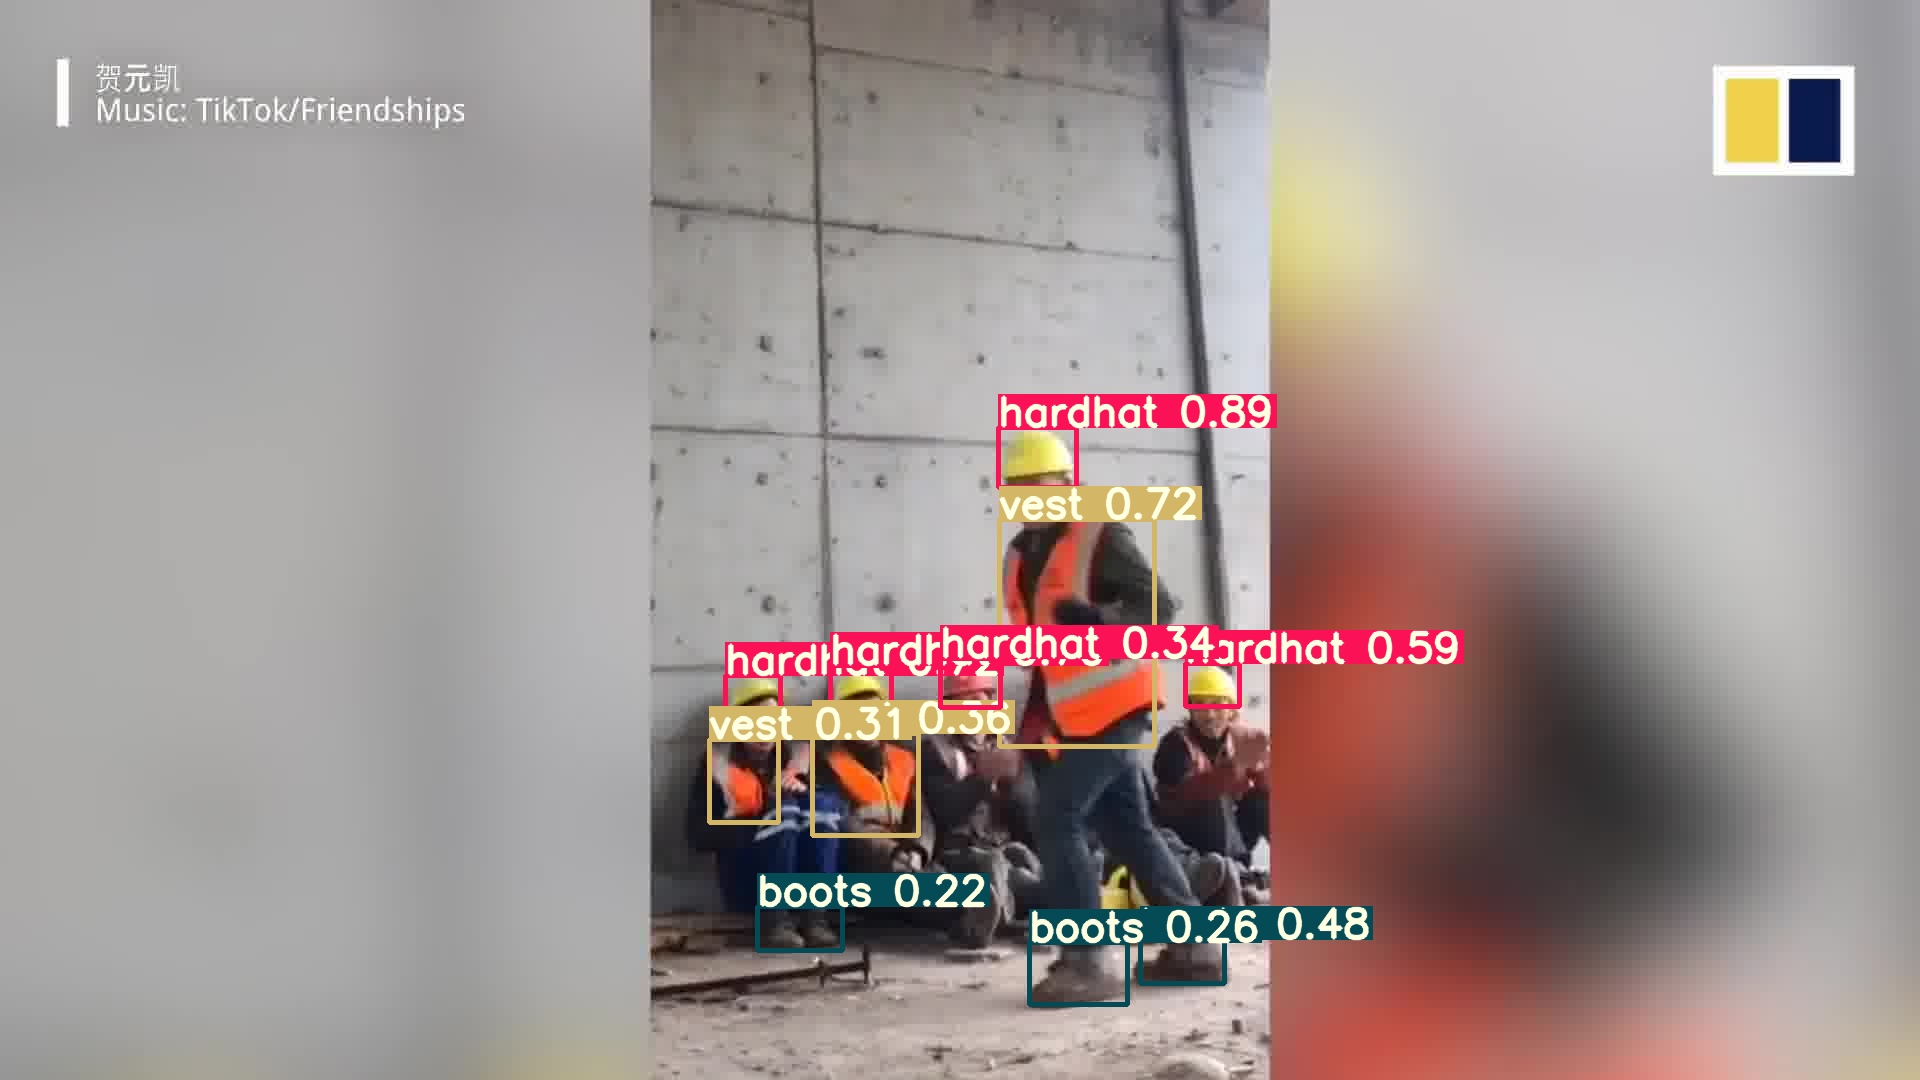 贺元凯
Music: TikTok/Friendships
hardhat 0.89
vest 0.72
hardhat 0.34
ardhat 0.59
vest 0.31
0.36
boots 0.22
boots 0.26
0.48